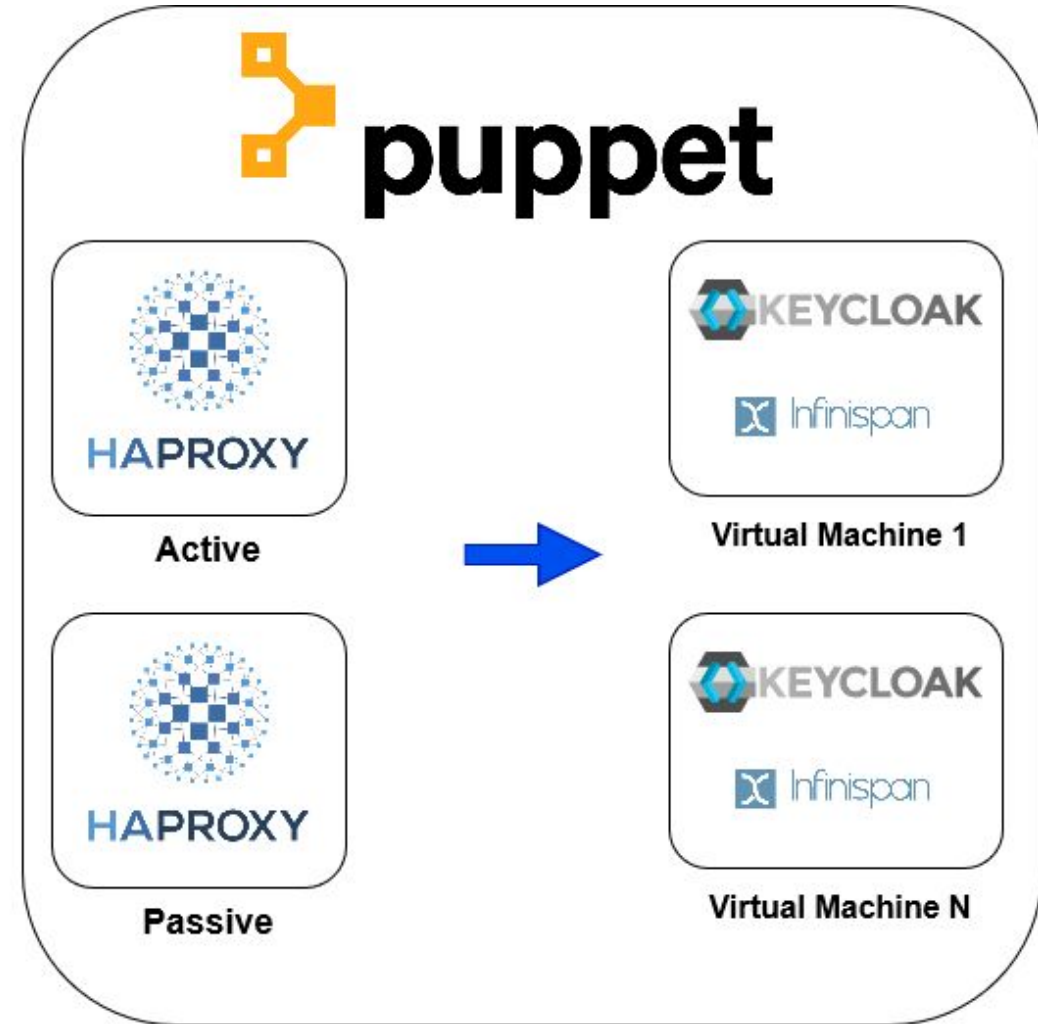 puppet
HAPROXY
Active
KEYCLOAK
Infinispan
Virtual Machine 1
HAPROXY
Passive
KEYCLOAK
Infinispan
Virtual Machine N